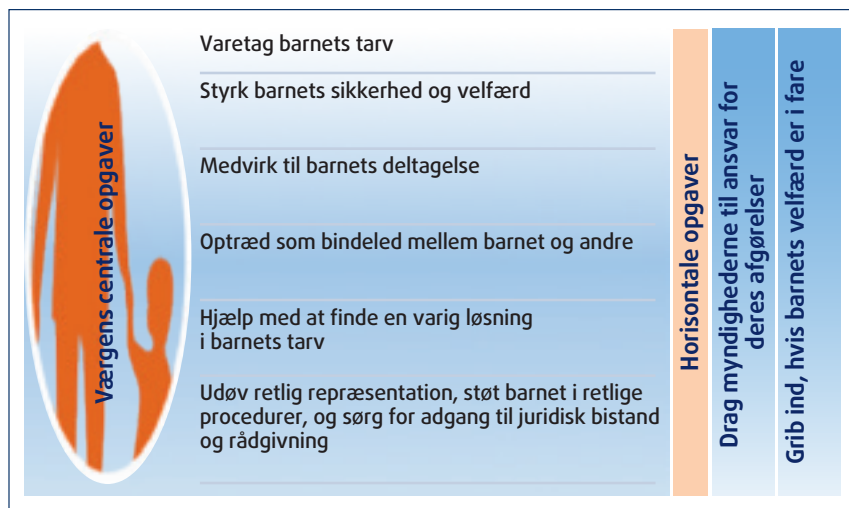 Værgens centrale opgaver
Varetag barnets tarv
Styrk barnets sikkerhed og velfærd
Medvirk til barnets deltagelse
Optræd som bindeled mellem barnet og andre
Hjælp med at finde en varig løsning
i barnets tarv
Udøv retlig repræsentation, støt barnet i retlige
procedurer, og sørg for adgang til juridisk bistand
og rådgivning
Horisontale opgaver
Drag myndighederne til ansvar for
deres afgørelser
Grib ind, hvis barnets velfærd er i fare